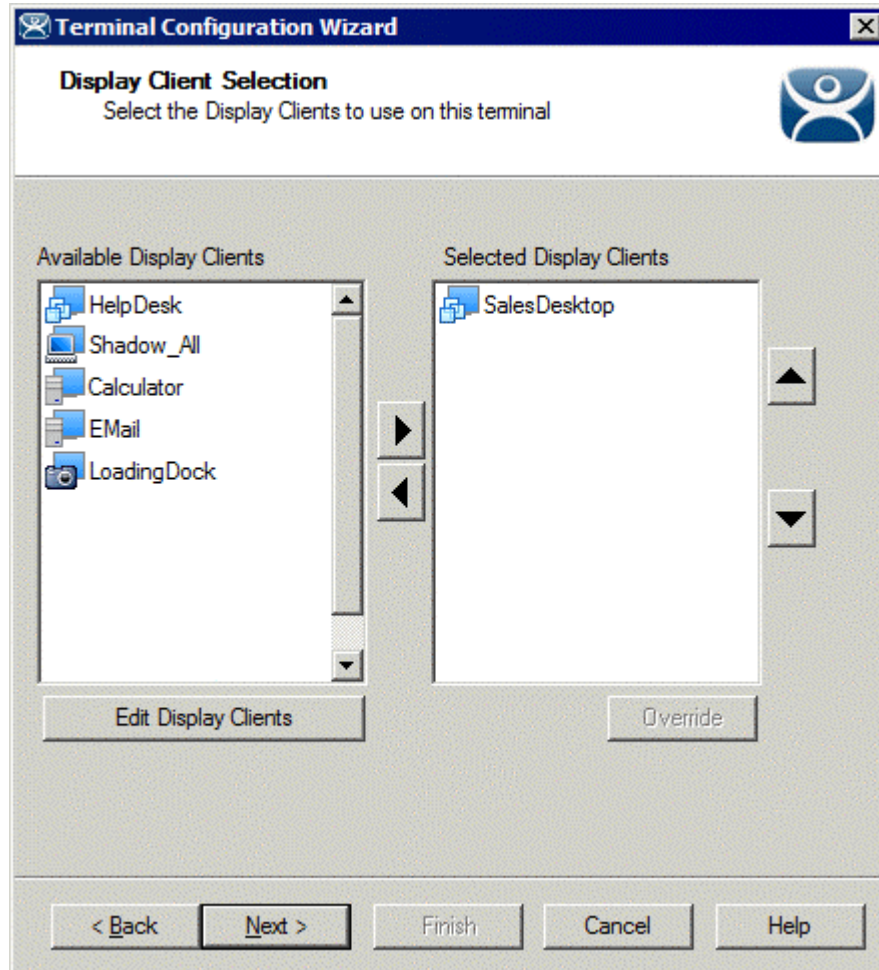 Terminal Configuration Wizard
Display Client Selection
Select the Display Clients to use on this terminal
Available Display Clients
Selected Display Clients
HelpDesk
Shadow_All
Calculator
EMail
LoadingDock
SalesDesktop
Edit Display Clients
Override
< Back
Next >
Finish
Cancel
Help